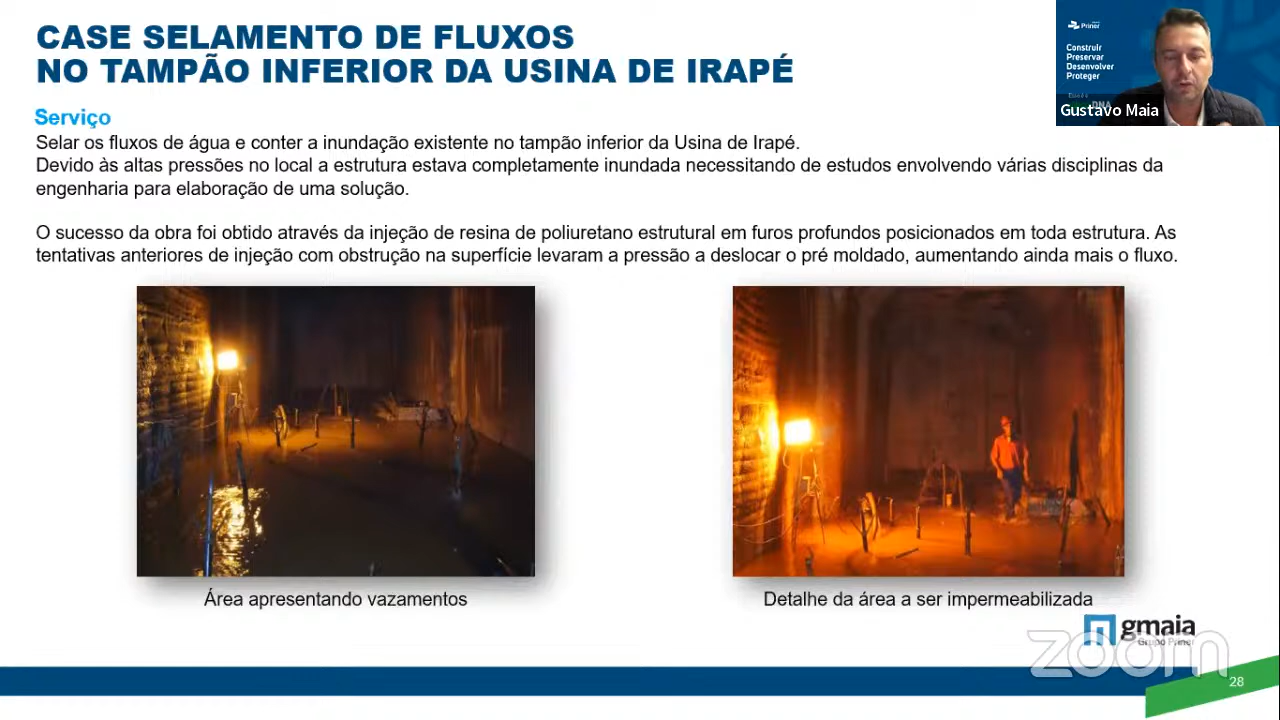 CASE SELAMENTO DE FLUXOS
NO TAMPÃO INFERIOR DA USINA DE IRAPÉ
Priner
Construir
Preservar
Desenvolver
Proteger
DNA
Gustavo Maia
Serviço
Selar os fluxos de água e conter a inundação existente no tampão inferior da Usina de Irapé.
Devido às altas pressões no local a estrutura estava completamente inundada necessitando de estudos envolvendo várias disciplinas da
engenharia para elaboração de uma solução.
O sucesso da obra foi obtido através da injeção de resina de poliuretano estrutural em furos profundos posicionados em toda estrutura. As
tentativas anteriores de injeção com obstrução na superfície levaram a pressão a deslocar o pré moldado, aumentando ainda mais o fluxo.
Área apresentando vazamentos
Detalhe da área a ser impermeabilizada
gmaia
Grupo Priner
zoom
28